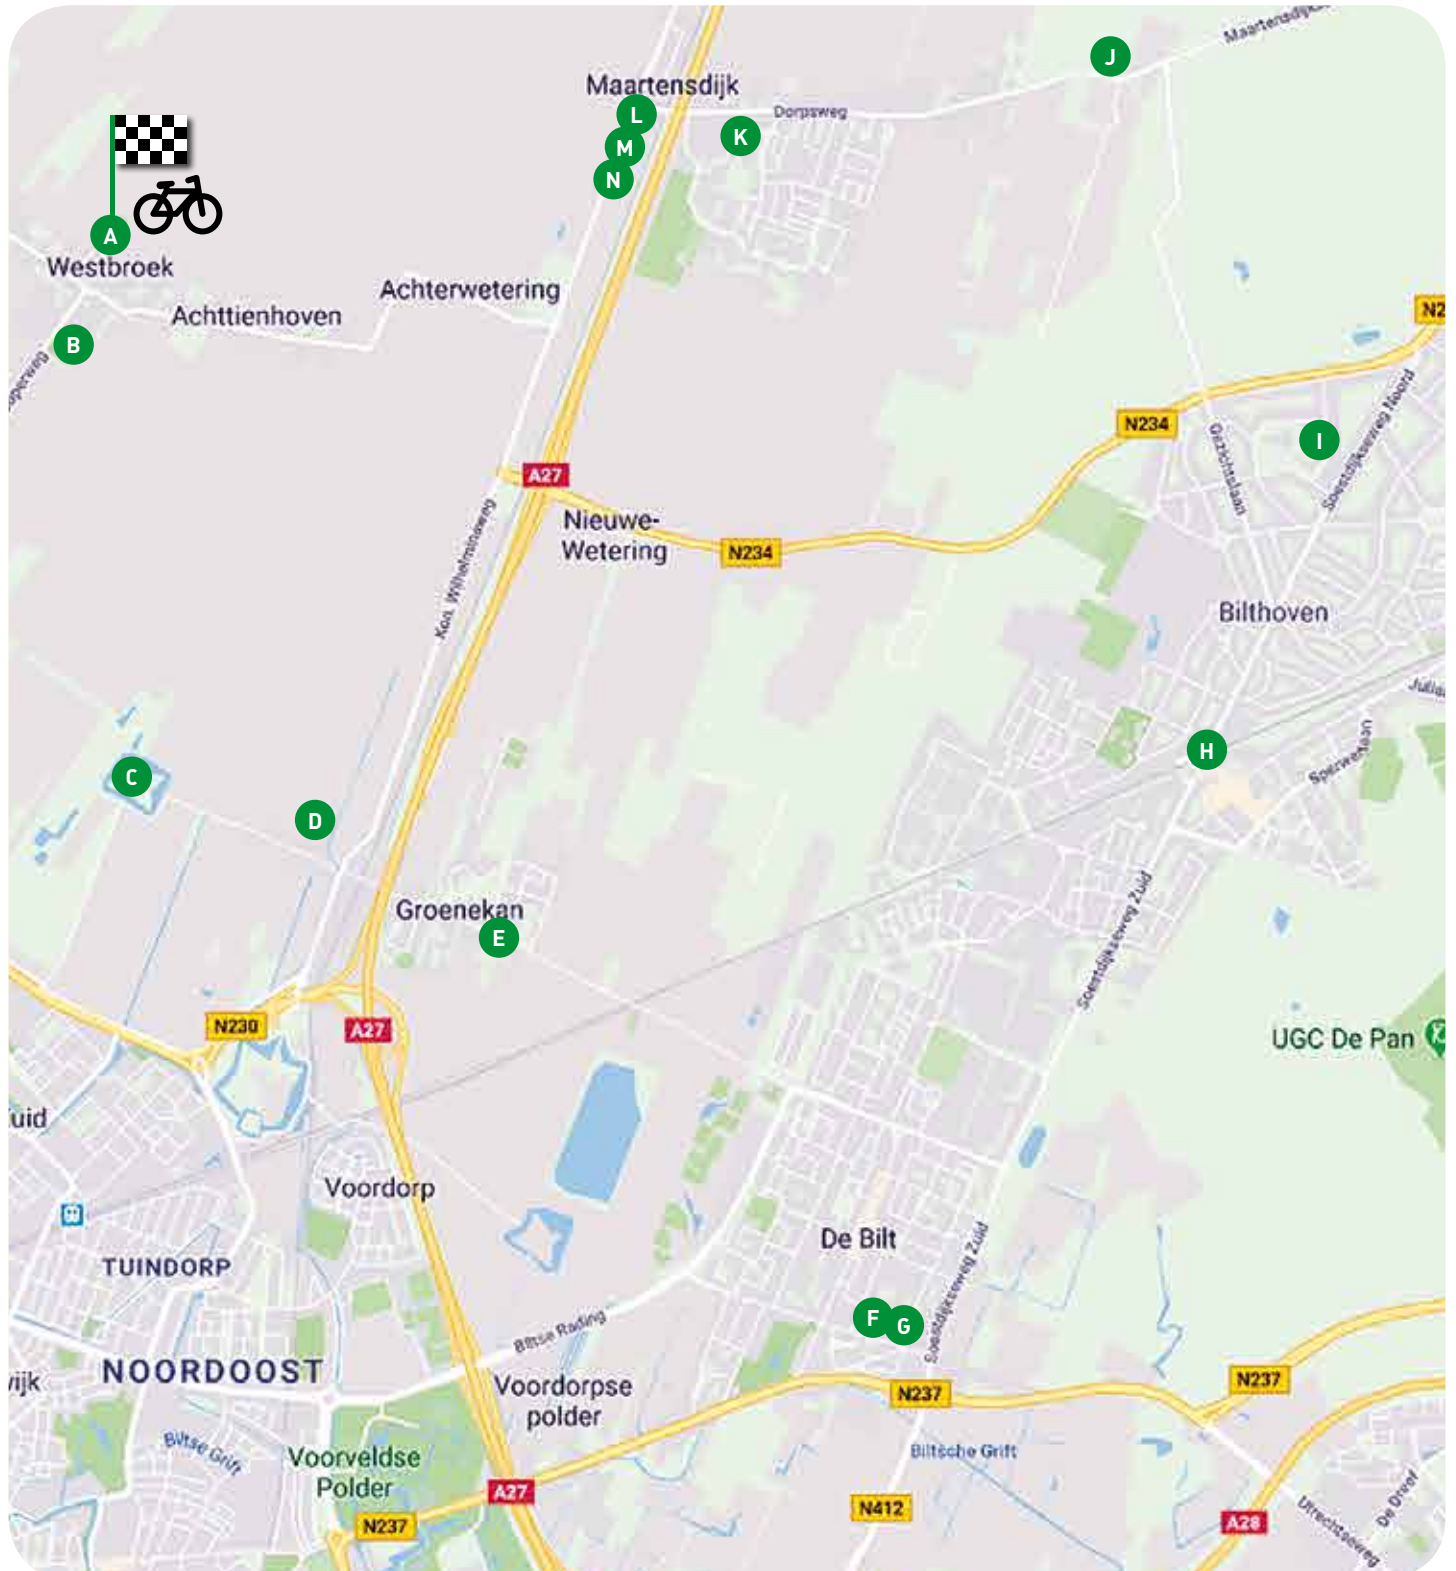 Maartensdijk
J
Maartensdijk
L
Dorpsweg
K
M
N
A
Westbroek
Achterwetering
Achttienhoven
B
N234
Gezichtslaan
I
Soestdijkseweg Noord
A27
Kon. Wilhelminaweg
Nieuwe-
Wetering
N234
Bilthoven
H
Sperwerlaan
C
D
Groenekan
E
Soestdijkseweg Zuid
N230
A27
UGC De Pan
uid
Voordorp
TUINDORP
De Bilt
Soestdijkseweg Zuid
F
G
Biltse Rading
NOORDOOST
N237
N237
Voordorpse
polder
ijk
Biltse Grift
Voorveldse
Polder
Biltsche Grift
A27
N412
N237
A28
Utrechtseweg
De Dreef